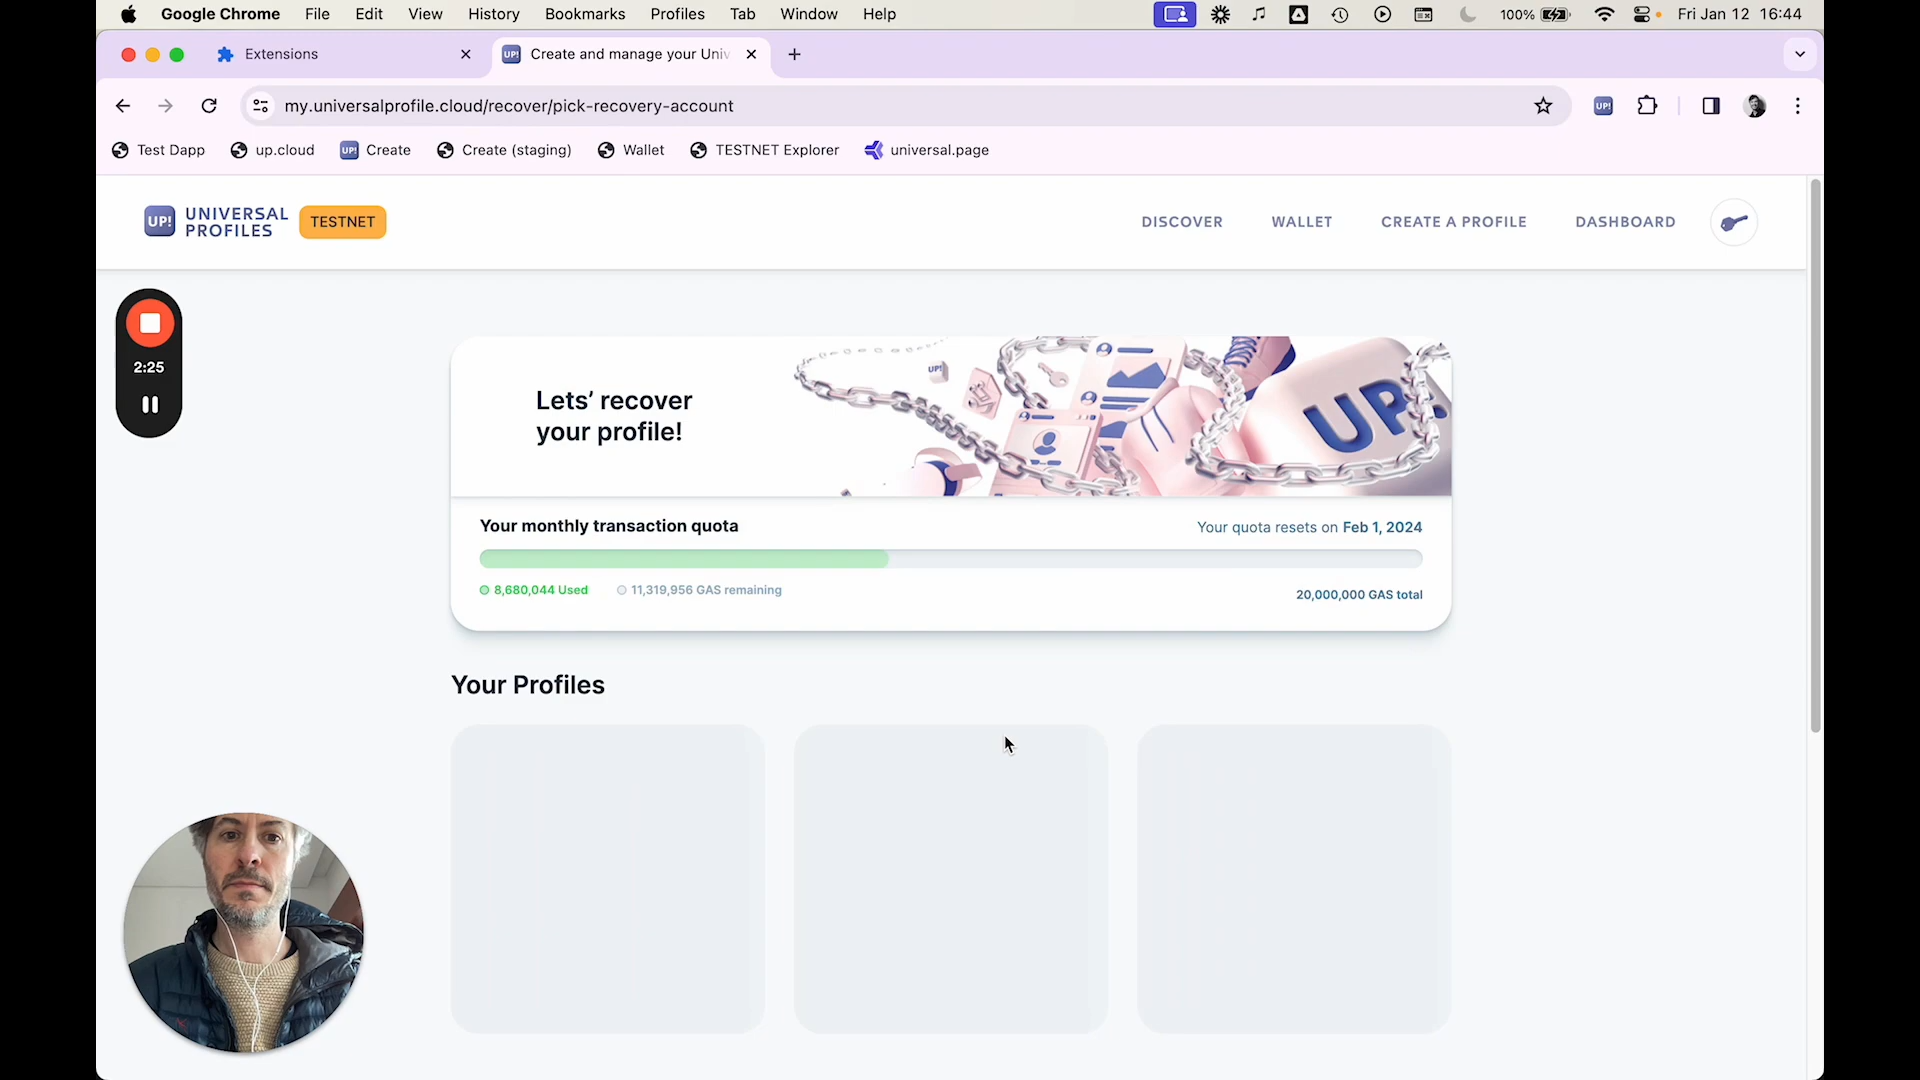 Google Chrome File Edit View History Bookmarks Profiles Tab Window Help 100% Fri Jan 12 16:44
Extensions
UP! Create and manage your Univ
my.universalprofile.cloud/recover/pick-recovery-account
UP!
Test Dapp up.cloud UP! Create Create (staging) Wallet TESTNET Explorer universal.page
UP! UNIVERSAL PROFILES TESTNET DISCOVER WALLET CREATE A PROFILE DASHBOARD
2:25
Lets’ recover
your profile!
UP!
UP!
Your monthly transaction quota Your quota resets on Feb 1, 2024
8,680,044 Used 11,319,956 GAS remaining 20,000,000 GAS total
Your Profiles